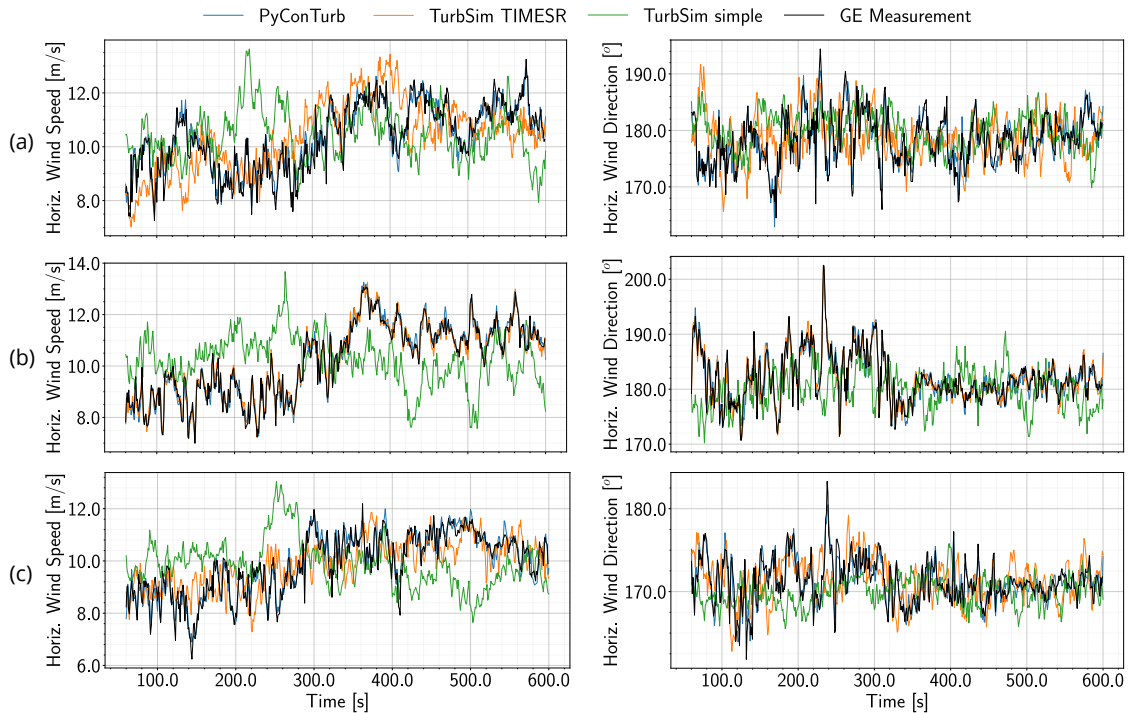 PyConTurb TurbSim TIMESR TurbSim simple GE Measurement
(a)
Horiz. Wind Speed [m/s]
12.0
10.0
8.0
Horiz. Wind Direction [°]
190.0
180.0
170.0
(b)
Horiz. Wind Speed [m/s]
14.0
12.0
10.0
8.0
Horiz. Wind Direction [°]
200.0
190.0
180.0
170.0
(c)
Horiz. Wind Speed [m/s]
12.0
10.0
8.0
6.0
100.0 200.0 300.0 400.0 500.0 600.0
Time [s]
Horiz. Wind Direction [°]
180.0
170.0
100.0 200.0 300.0 400.0 500.0 600.0
Time [s]